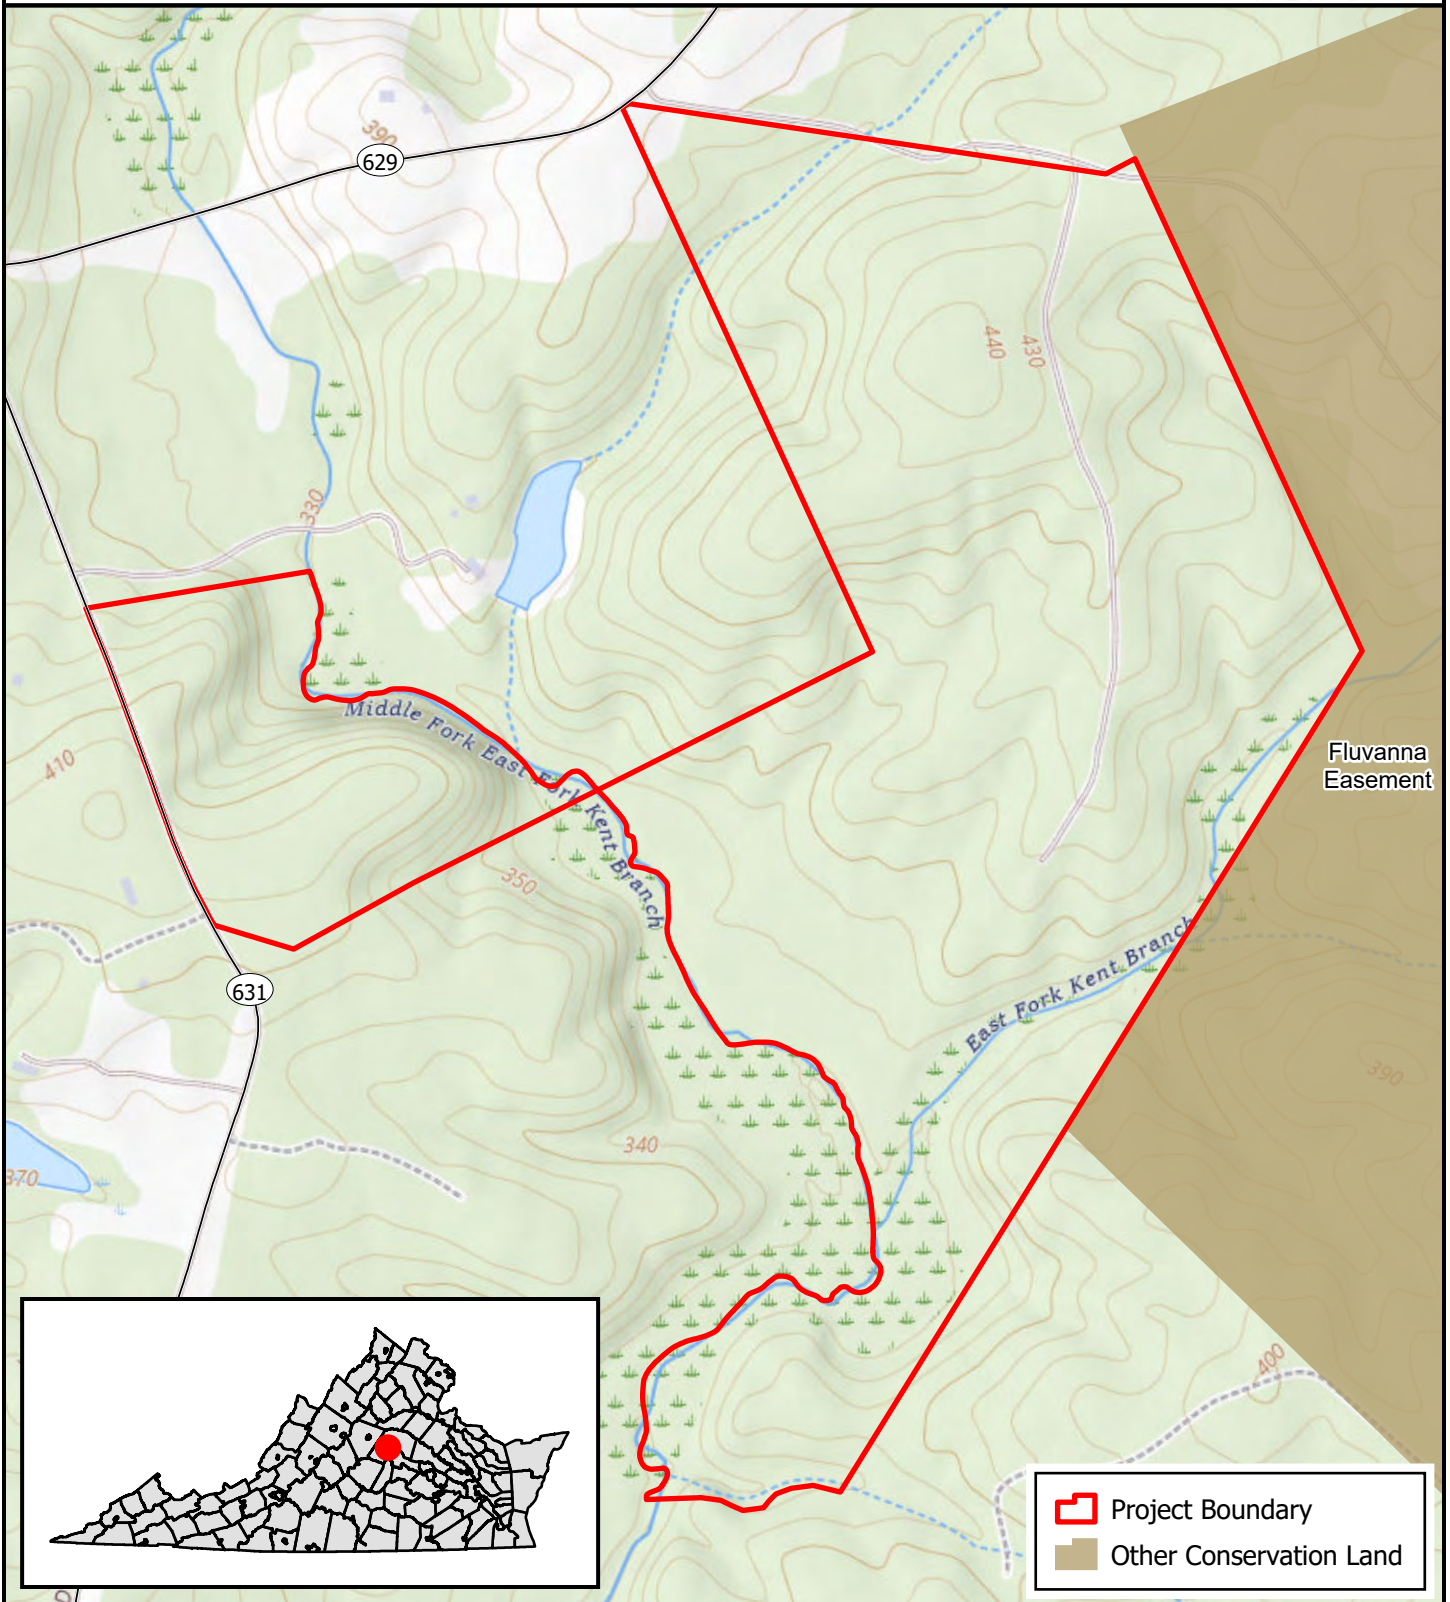 390
629
440
430
330
Middle Fork East Fork Kent Branch
410
Fluvanna
Easement
350
East Fork Kent Branch
631
390
340
370
400
Project Boundary
Other Conservation Land